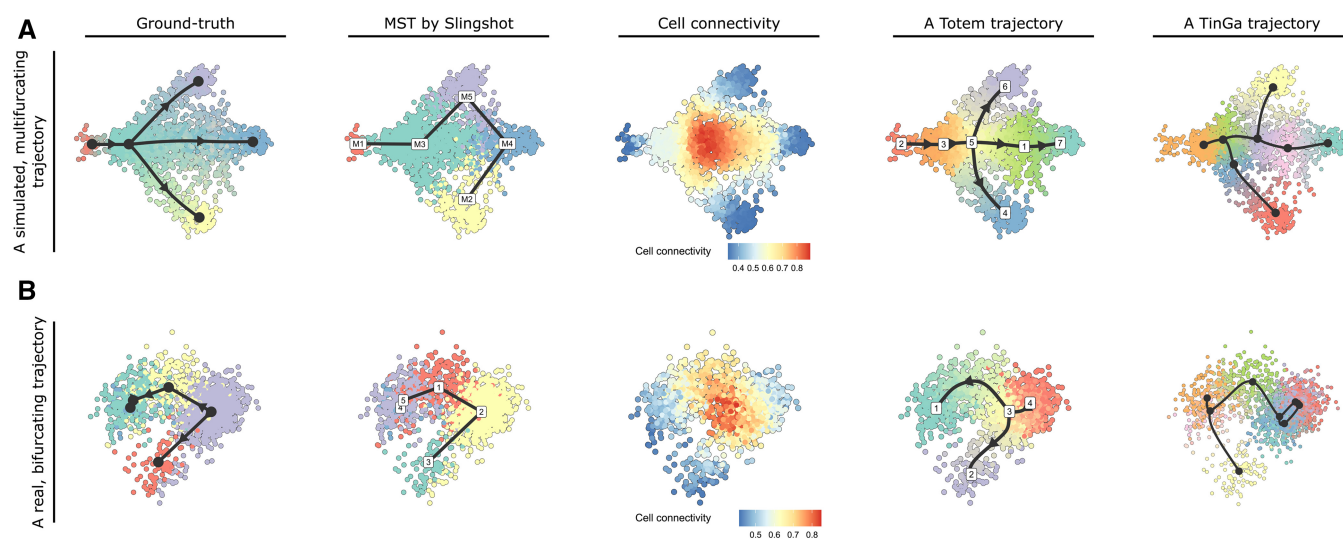 A
Ground-truth
MST by Slingshot
Cell connectivity
A Totem trajectory
A TinGa trajectory
A simulated, multifurcating
trajectory
M1
M3
M5
M4
M2
2
3
5
6
1
7
4
Cell connectivity
0.4 0.5 0.6 0.7 0.8
B
A real, bifurcating trajectory
1
5
4
2
3
1
3
4
2
Cell connectivity
0.5 0.6 0.7 0.8